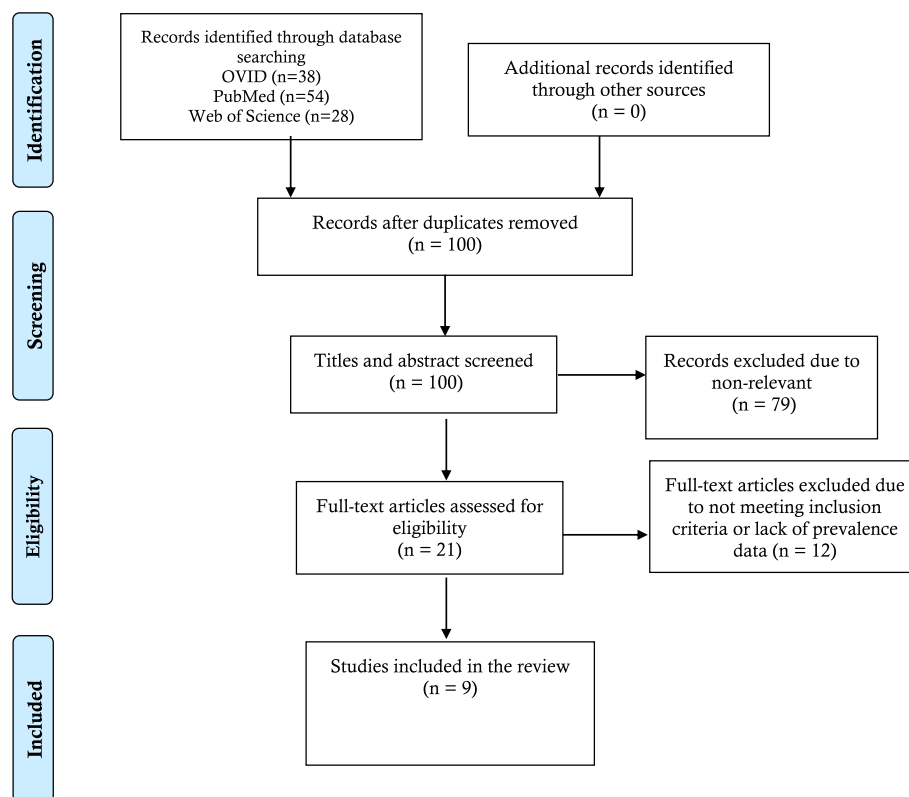 Identification
Records identified through database
searching
OVID (n=38)
PubMed (n=54)
Web of Science (n=28)
Additional records identified
through other sources
(n = 0)
Screening
Records after duplicates removed
(n = 100)
Titles and abstract screened
(n = 100)
Records excluded due to
non-relevant
(n = 79)
Eligibility
Full-text articles assessed for
eligibility
(n = 21)
Full-text articles excluded due
to not meeting inclusion
criteria or lack of prevalence
data (n = 12)
Included
Studies included in the review
(n = 9)